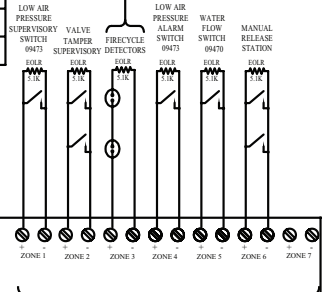 LOW AIR
PRESSURE
SUPERVISORY
SWITCH
09473
VALVE
TAMPER
SUPERVISORY
FIRECYCLE
DETECTORS
LOW AIR
PRESSURE
ALARM
SWITCH
09473
WATER
FLOW
SWITCH
09470
MANUAL
RELEASE
STATION
EOLR EOLR EOLR EOLR EOLR EOLR
5.1K 5.1K 5.1K 5.1K 5.1K 5.1K
+ - + - + - + - + - + - + -
ZONE 1 ZONE 2 ZONE 3 ZONE 4 ZONE 5 ZONE 6 ZONE 7